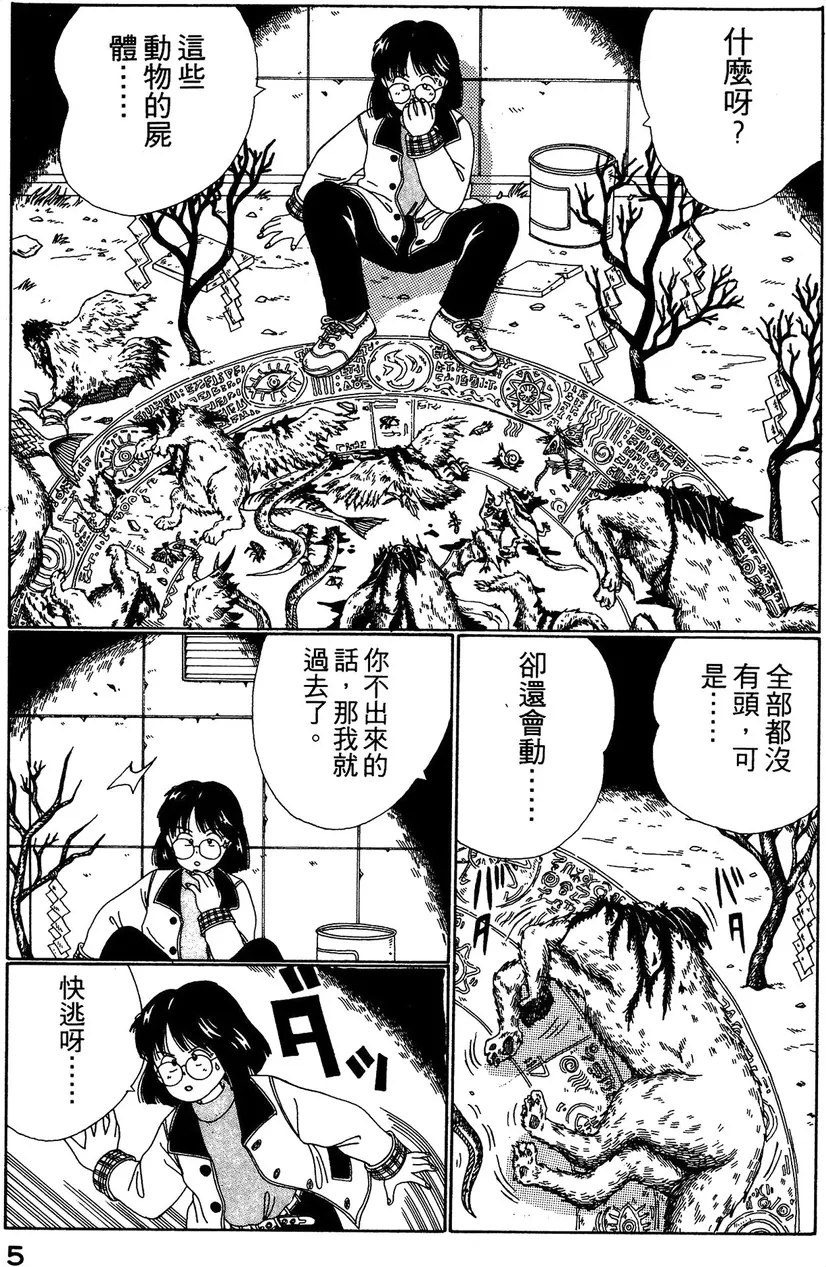 什麼呀？
這些
動物的屍
體……
全部都沒
有頭，可
是……
卻還會動……
バタ
バタ
你不出來的
話，那我就
過去了。
ダッ
快逃呀……
5